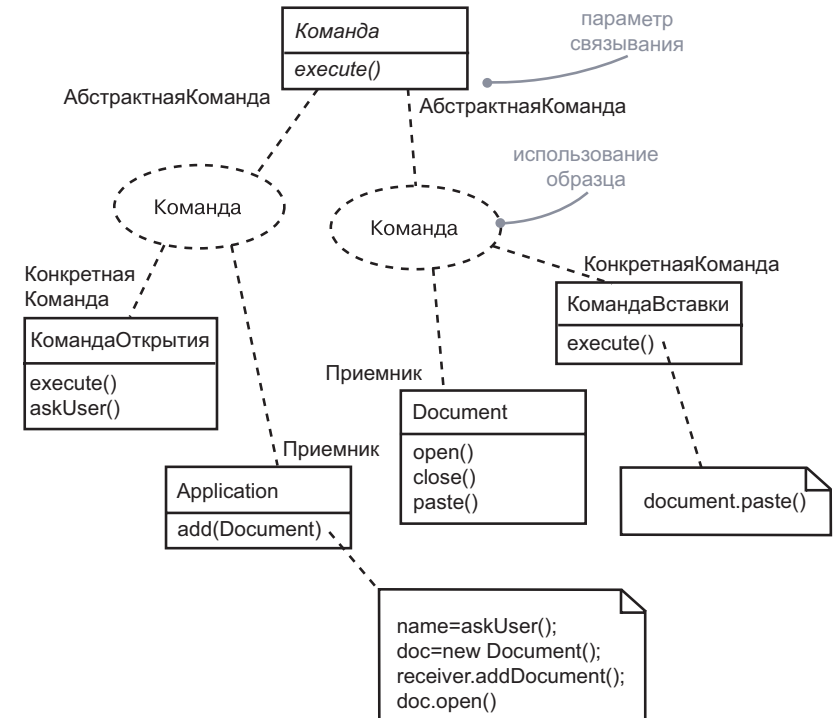 Команда
execute()
параметр
связывания
АбстрактнаяКоманда
АбстрактнаяКоманда
использование
образца
Команда
Команда
Конкретная
Команда
КонкретнаяКоманда
КомандаОткрытия
execute()
askUser()
КомандаВставки
execute()
Приемник
Document
open()
close()
paste()
Приемник
Application
add(Document)
document.paste()
name=askUser();
doc=new Document();
receiver.addDocument();
doc.open()